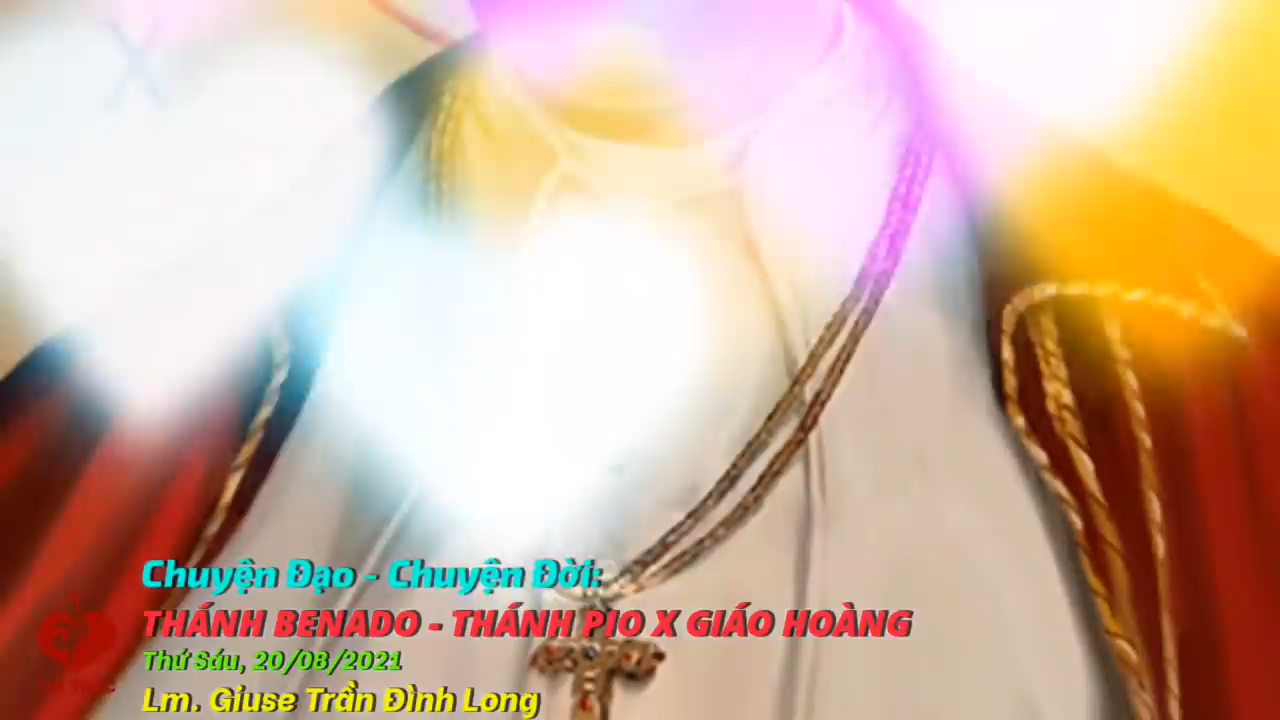 Chuyện Đạo - Chuyện Đời:
THÁNH BENADO - THÁNH PIO X GIÁO HOÀNG
Thứ Sáu, 20/08/2021
Lm. Giuse Trần Đình Long